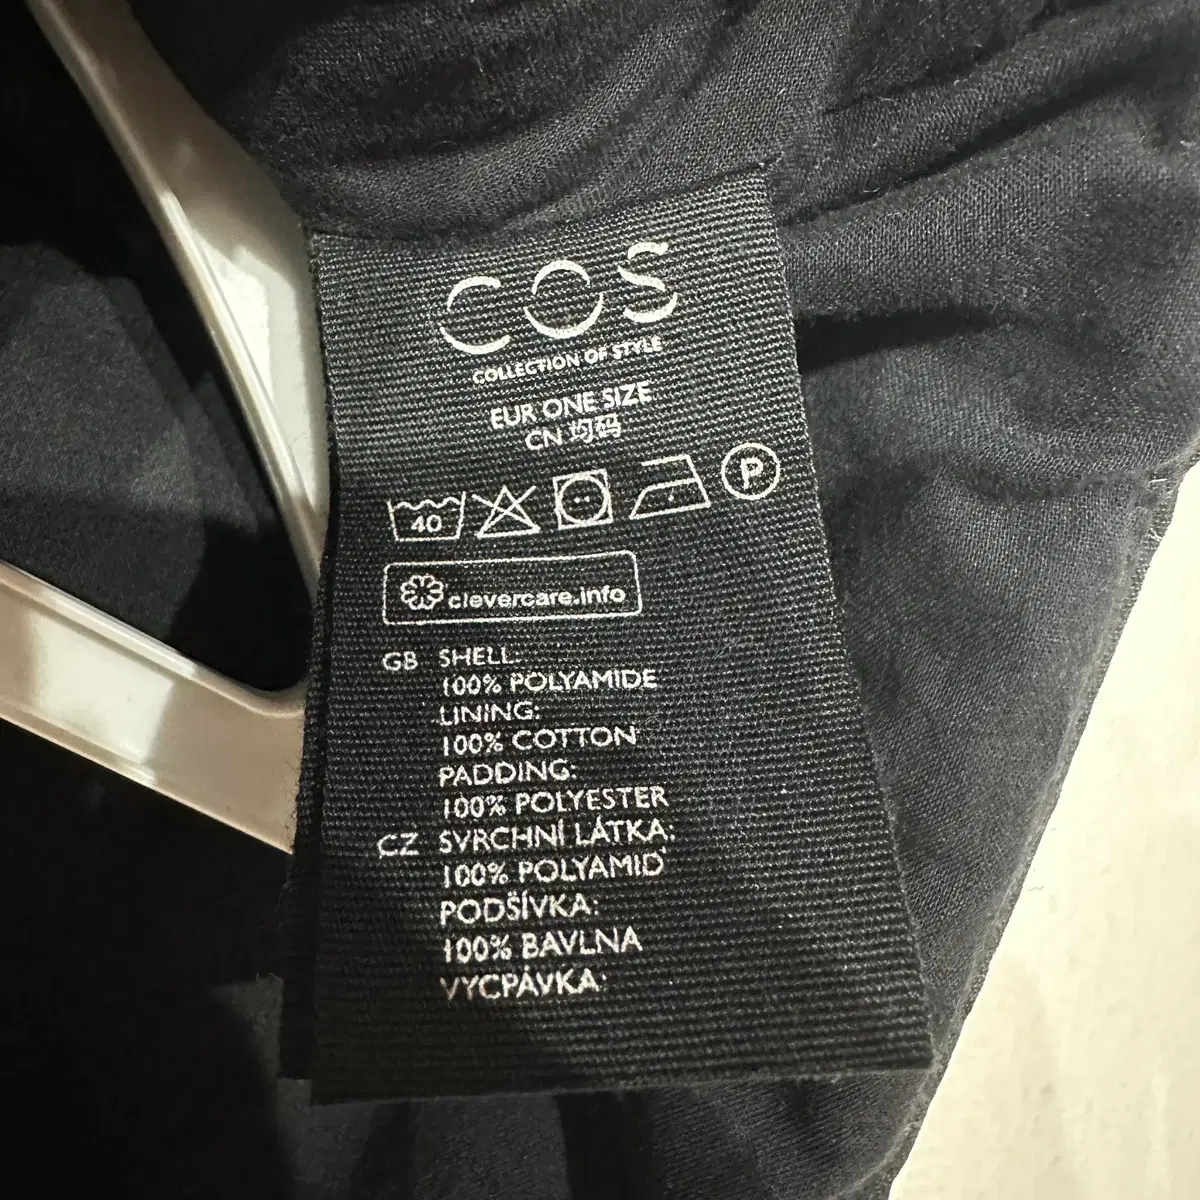 COS
COLLECTION OF STYLE
EUR ONE SIZE
CN 均码
40 P
clevercare.info
GB SHELL:
100% POLYAMIDE
LINING:
100% COTTON
PADDING:
100% POLYESTER
CZ SVRCHNÍ LÁTKA:
100% POLYAMID
PODŠÍVKA:
100% BAVLNA
VÝCPÁVKA: